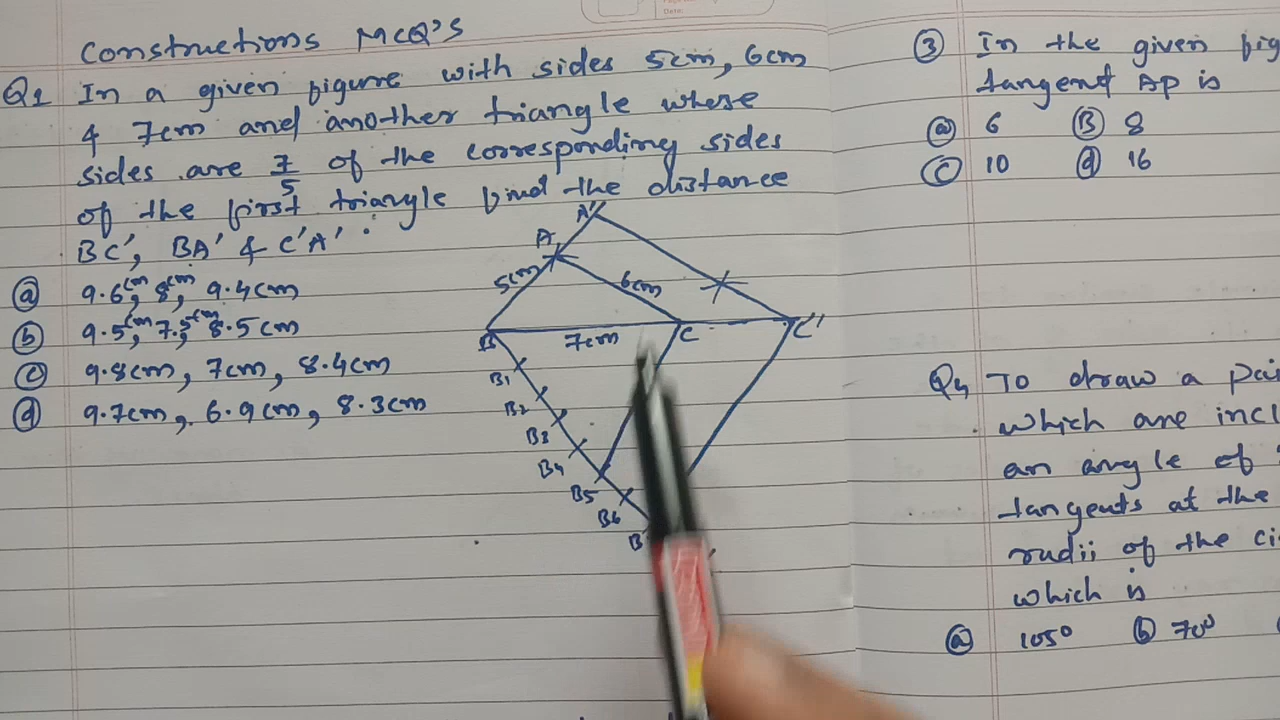 Constructions MCQ'S
Q1 In a given figure with sides 5cm, 6cm
& 7cm and another triangle whose
sides are 7/5 of the corresponding sides
of the first triangle find the distance
BC', BA' & C'A'.
(a) 9.6cm, 8cm, 9.4cm
(b) 9.5cm, 7.5cm, 8.5cm
(c) 9.8cm, 7cm, 8.4cm
(d) 9.7cm, 6.9cm, 8.3cm
A'
A
5cm
6cm
B
7cm
C
C'
B1
B2
B3
B4
B5
B6
B
(3) In the given fig
tangent AP is
(a) 6 (B) 8
(c) 10 (d) 16
Q4 To draw a pai
which are incl
an angle of
tangents at the
radii of the ci
which is
(a) 105° (b) 70°